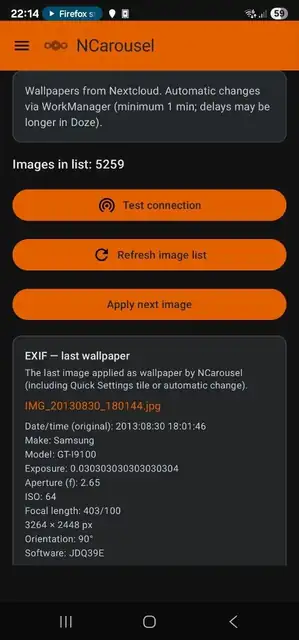 22:14
Firefox s
59
NCarousel
Wallpapers from Nextcloud. Automatic changes
via WorkManager (minimum 1 min; delays may be
longer in Doze).
Images in list: 5259
Test connection
Refresh image list
Apply next image
EXIF — last wallpaper
The last image applied as wallpaper by NCarousel
(including Quick Settings tile or automatic change).
IMG_20130830_180144.jpg
Date/time (original): 2013:08:30 18:01:46
Make: Samsung
Model: GT-I9100
Exposure: 0.030303030303030304
Aperture (f): 2.65
ISO: 64
Focal length: 403/100
3264 × 2448 px
Orientation: 90°
Software: JDQ39E